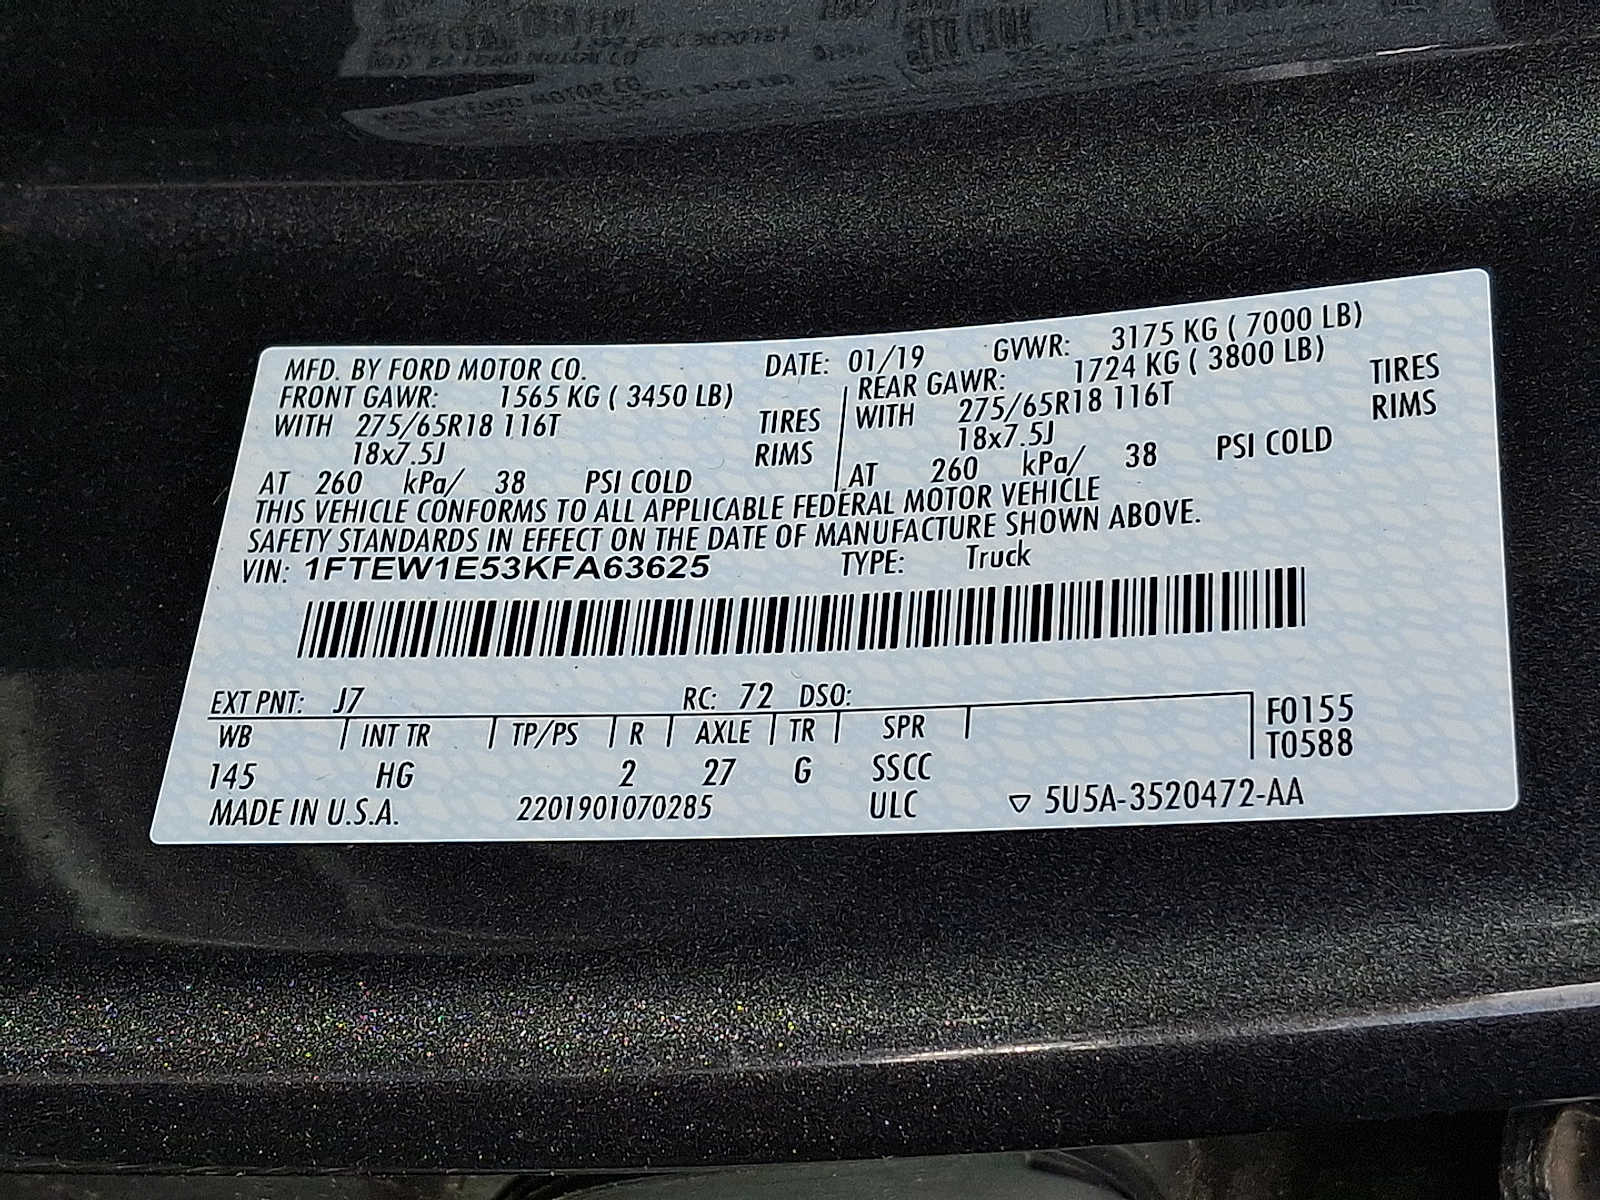 MFD. BY FORD MOTOR CO. DATE: 01/19 GVWR: 3175 KG ( 7000 LB)
FRONT GAWR: 1565 KG ( 3450 LB) REAR GAWR: 1724 KG ( 3800 LB)
WITH 275/65R18 116T TIRES WITH 275/65R18 116T TIRES
18x7.5J RIMS 18x7.5J RIMS
AT 260 kPa/ 38 PSI COLD AT 260 kPa/ 38 PSI COLD
THIS VEHICLE CONFORMS TO ALL APPLICABLE FEDERAL MOTOR VEHICLE
SAFETY STANDARDS IN EFFECT ON THE DATE OF MANUFACTURE SHOWN ABOVE.
VIN: 1FTEW1E53KFA63625 TYPE: Truck
EXT PNT: J7 RC: 72 DSO:
WB INT TR TP/PS R AXLE TR SPR F0155
T0588
145 HG 2 27 G SSCC
MADE IN U.S.A. 2201901070285 ULC ▽ 5U5A-3520472-AA